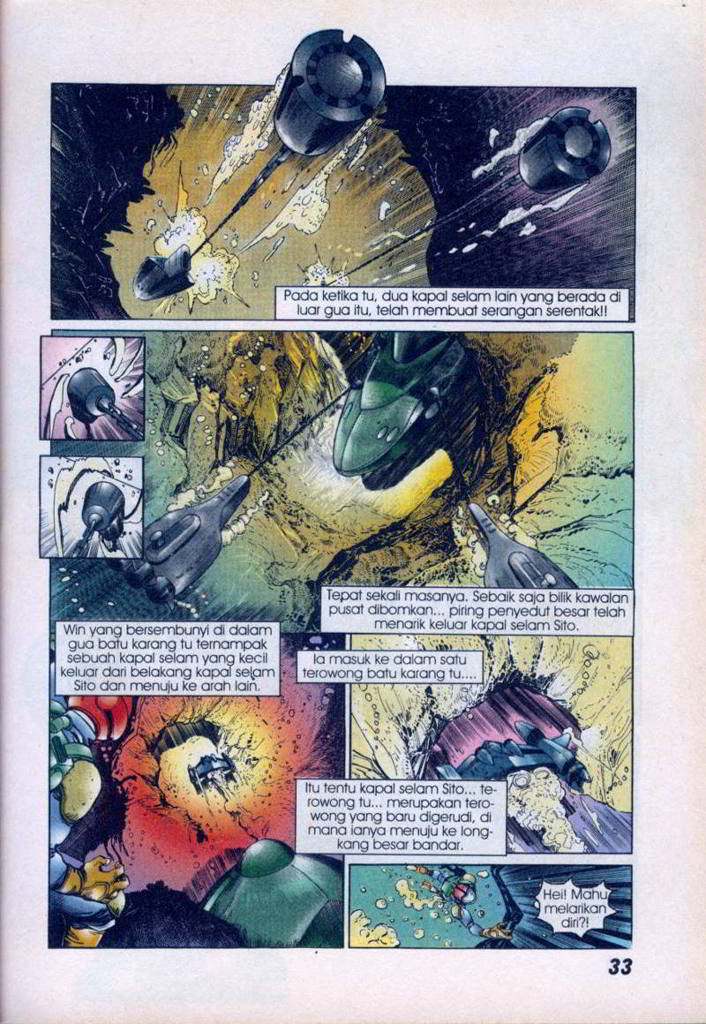 Pada ketika tu, dua kapal selam lain yang berada di
luar gua itu, telah membuat serangan serentak!!
Tepat sekali masanya. Sebaik saja bilik kawalan
pusat dibomkan... piring penyedut besar telah
menarik keluar kapal selam Sito.
Win yang bersembunyi di dalam
gua batu karang tu ternampak
sebuah kapal selam yang kecil
keluar dari belakang kapal selam
Sito dan menuju ke arah lain.
Ia masuk ke dalam satu
terowong batu karang tu....
Itu tentu kapal selam Sito... te-
rowong tu... merupakan tero-
wong yang baru digerudi, di
mana ianya menuju ke long-
kang besar bandar.
Hei! Mahu
melarikan
diri?!
33